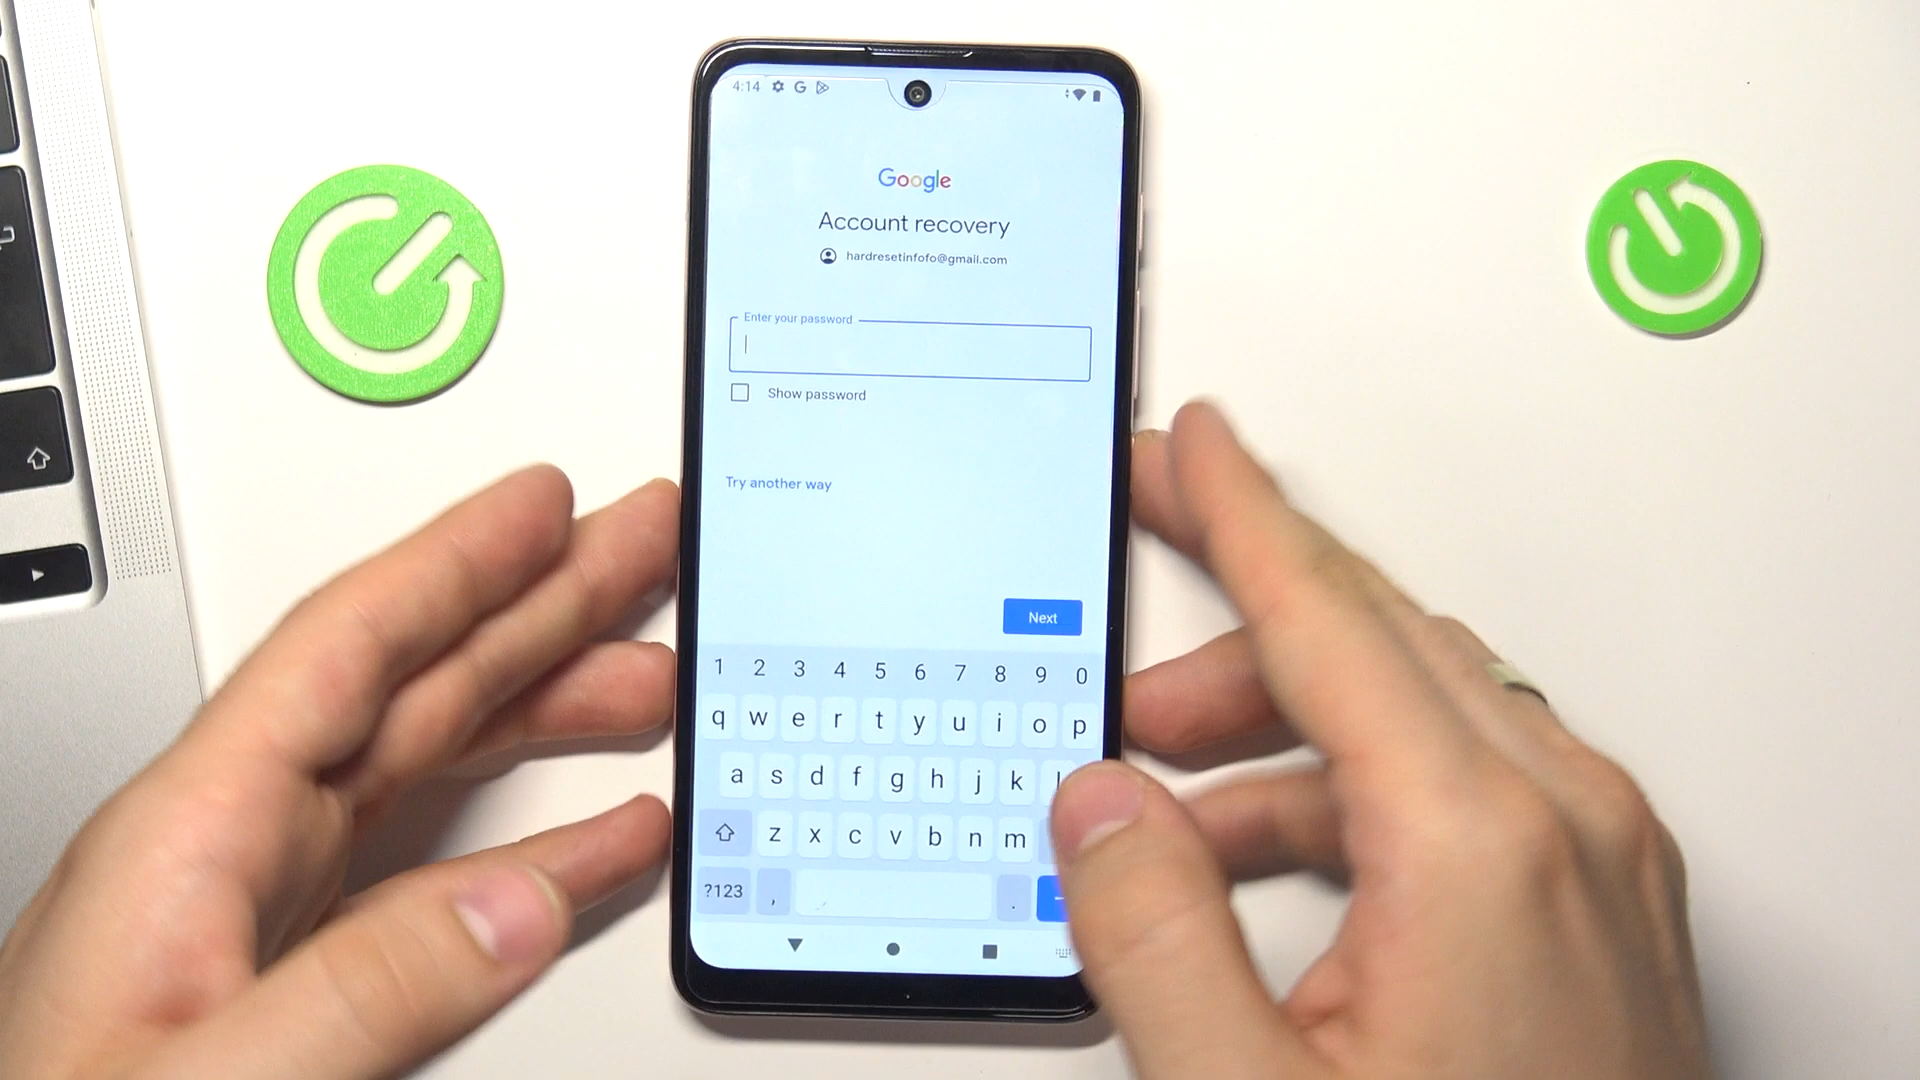 4:14
Google
Account recovery
hardresetinfofo@gmail.com
Enter your password
Show password
Try another way
Next
1 2 3 4 5 6 7 8 9 0
q w e r t y u i o p
a s d f g h j k l
z x c v b n m
?123 , .